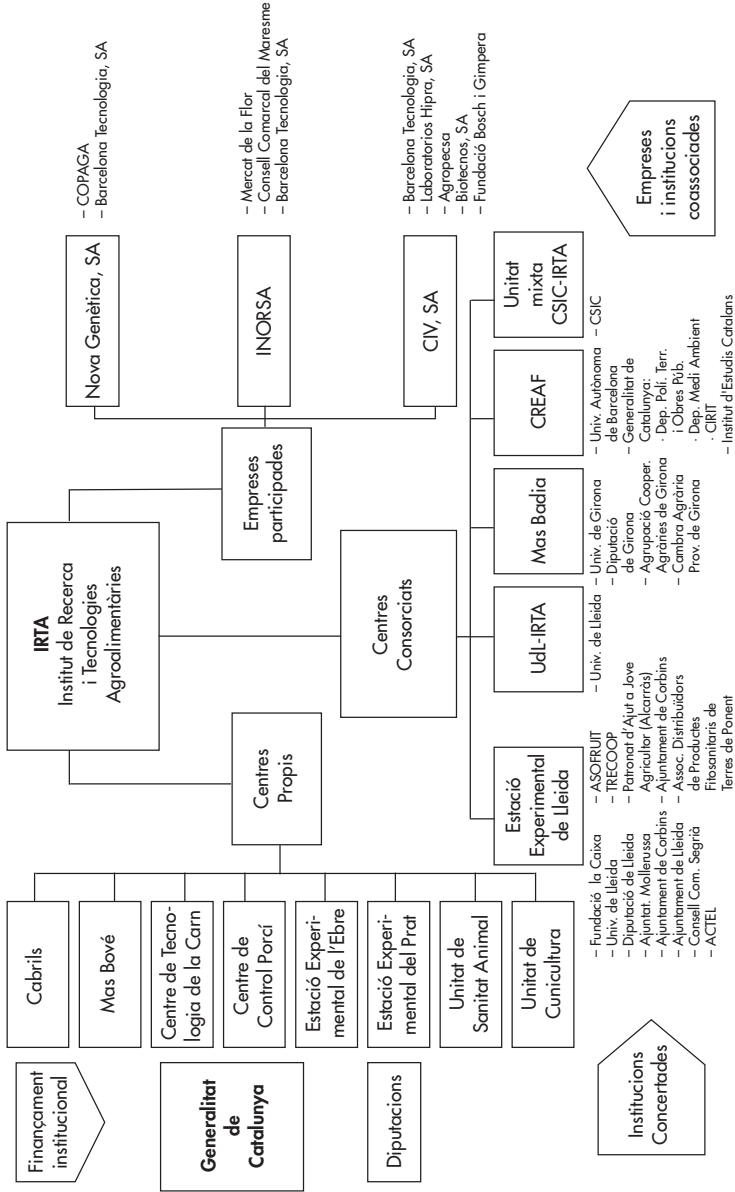 Finançament
institucional
Generalitat
de
Catalunya
Diputacions
Institucions
Concertades
Cabrils
Mas Bové
Centre de Tecno-
logia de la Carn
Centre de
Control Porcí
Estació Experi-
mental de l'Ebre
Estació Experi-
mental del Prat
Unitat de
Sanitat Animal
Unitat de
Cunicultura
Centres
Propis
IRTA
Institut de Recerca
i Tecnologies
Agroalimentàries
Centres
Consorciats
Empreses
participades
Nova Genètica, SA
– COPAGA
– Barcelona Tecnologia, SA
INORSA
– Mercat de la Flor
– Consell Comarcal del Maresme
– Barcelona Tecnologia, SA
CIV, SA
– Barcelona Tecnologia, SA
– Laboratorios Hipra, SA
– Agropecsa
– Biotecnos, SA
– Fundació Bosch i Gimpera
Estació
Experimental
de Lleida
– Fundació la Caixa
– Univ. de Lleida
– Diputació de Lleida
– Ajuntat. Mollerussa
– Ajuntament de Corbins
– Ajuntament de Lleida
– Consell Com. Segrià
– ACTEL
– ASOFRUIT
– TRECOOP
– Patronat d'Ajut a Jove
Agricultor (Alcarràs)
– Ajuntament de Corbins
– Assoc. Distribuïdors
de Productes
Fitosanitaris de
Terres de Ponent
UdL-IRTA
– Univ. de Lleida
Mas Badia
– Univ. de Girona
– Diputació
de Girona
– Agrupació Cooper.
Agràries de Girona
– Cambra Agrària
Prov. de Girona
CREAF
– Univ. Autònoma
de Barcelona
– Generalitat de
Catalunya:
· Dep. Polí. Terr.
i Obres Púb.
· Dep. Medi Ambient
· CIRIT
– Institut d'Estudis Catalans
Unitat
mixta
CSIC-IRTA
– CSIC
Empreses
i institucions
coassociades